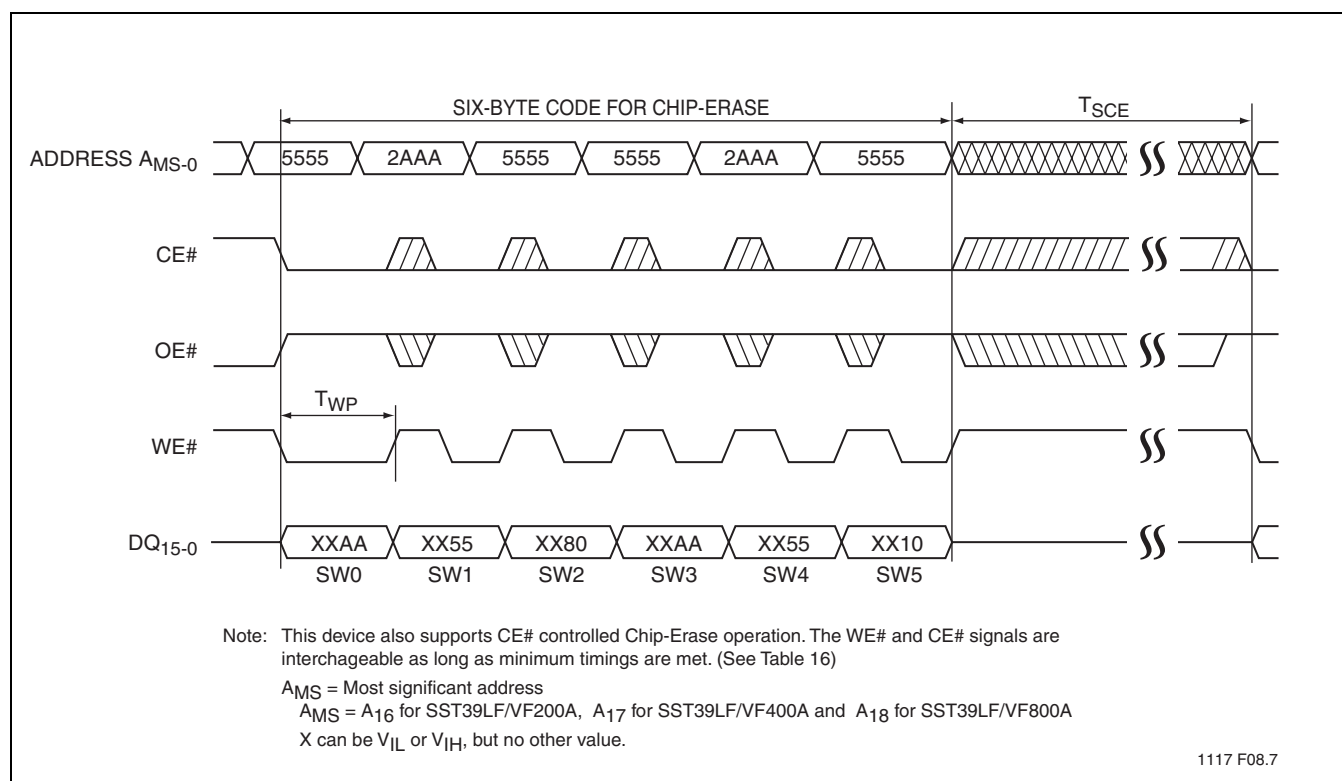 SIX-BYTE CODE FOR CHIP-ERASE
TSCE
ADDRESS AMS-0
5555 2AAA 5555 5555 2AAA 5555
CE#
OE#
TWP
WE#
DQ15-0
XXAA XX55 XX80 XXAA XX55 XX10
SW0 SW1 SW2 SW3 SW4 SW5
Note: This device also supports CE# controlled Chip-Erase operation. The WE# and CE# signals are
interchageable as long as minimum timings are met. (See Table 16)
AMS = Most significant address
AMS = A16 for SST39LF/VF200A, A17 for SST39LF/VF400A and A18 for SST39LF/VF800A
X can be VIL or VIH, but no other value.
1117 F08.7